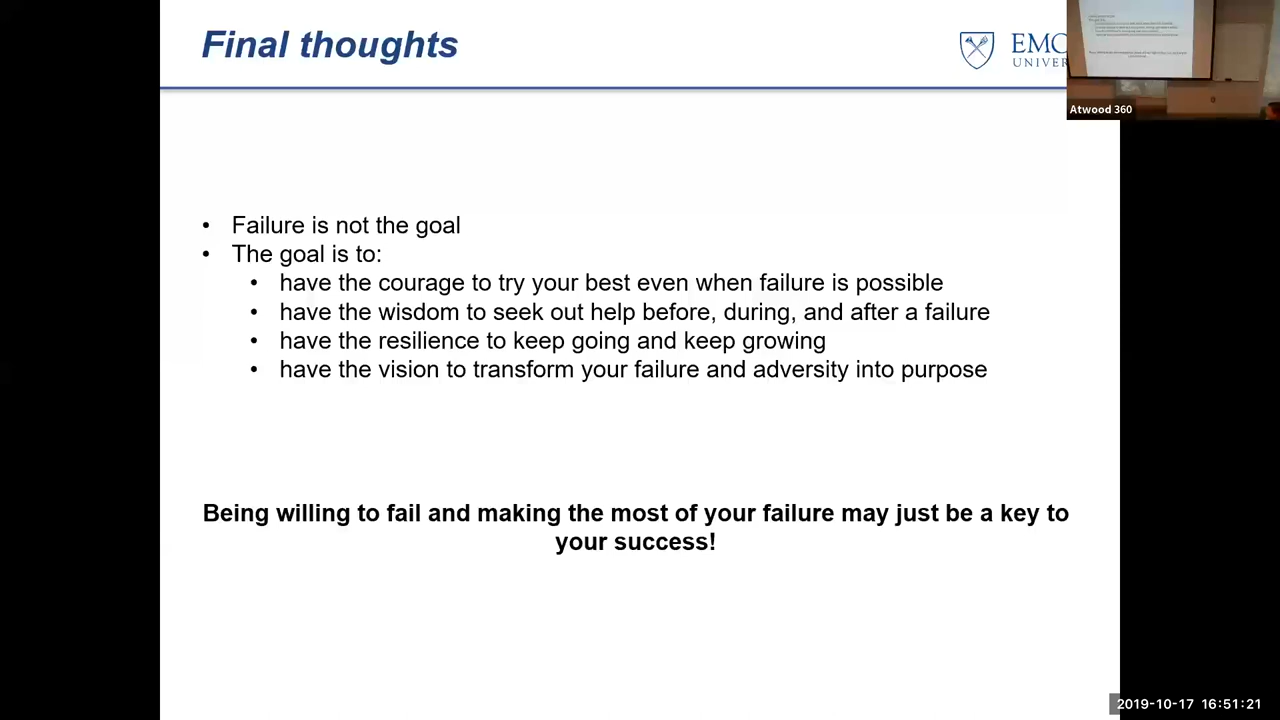 Final thoughts
EMO
UNIVER
Atwood 360
• Failure is not the goal
• The goal is to:
• have the courage to try your best even when failure is possible
• have the wisdom to seek out help before, during, and after a failure
• have the resilience to keep going and keep growing
• have the vision to transform your failure and adversity into purpose
Being willing to fail and making the most of your failure may just be a key to
your success!
2019-10-17 16:51:21